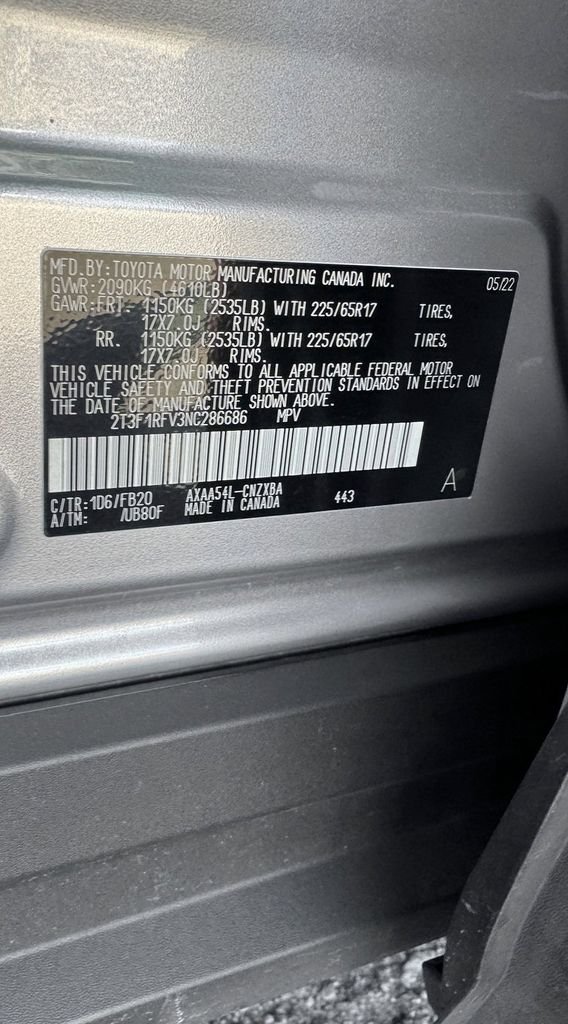 MFD. BY: TOYOTA MOTOR MANUFACTURING CANADA INC. 05/22
GVWR: 2090KG (4610LB)
GAWR: FRT. 1150KG (2535LB) WITH 225/65R17 TIRES,
17X7.0J RIMS.
RR. 1150KG (2535LB) WITH 225/65R17 TIRES,
17X7.0J RIMS.
THIS VEHICLE CONFORMS TO ALL APPLICABLE FEDERAL MOTOR
VEHICLE SAFETY AND THEFT PREVENTION STANDARDS IN EFFECT ON
THE DATE OF MANUFACTURE SHOWN ABOVE.
2T3F1RFV3NC286686 MPV
C/TR: 1D6/FB20 AXAA54L-CNZXBA 443 A
A/TM: /UB80F MADE IN CANADA